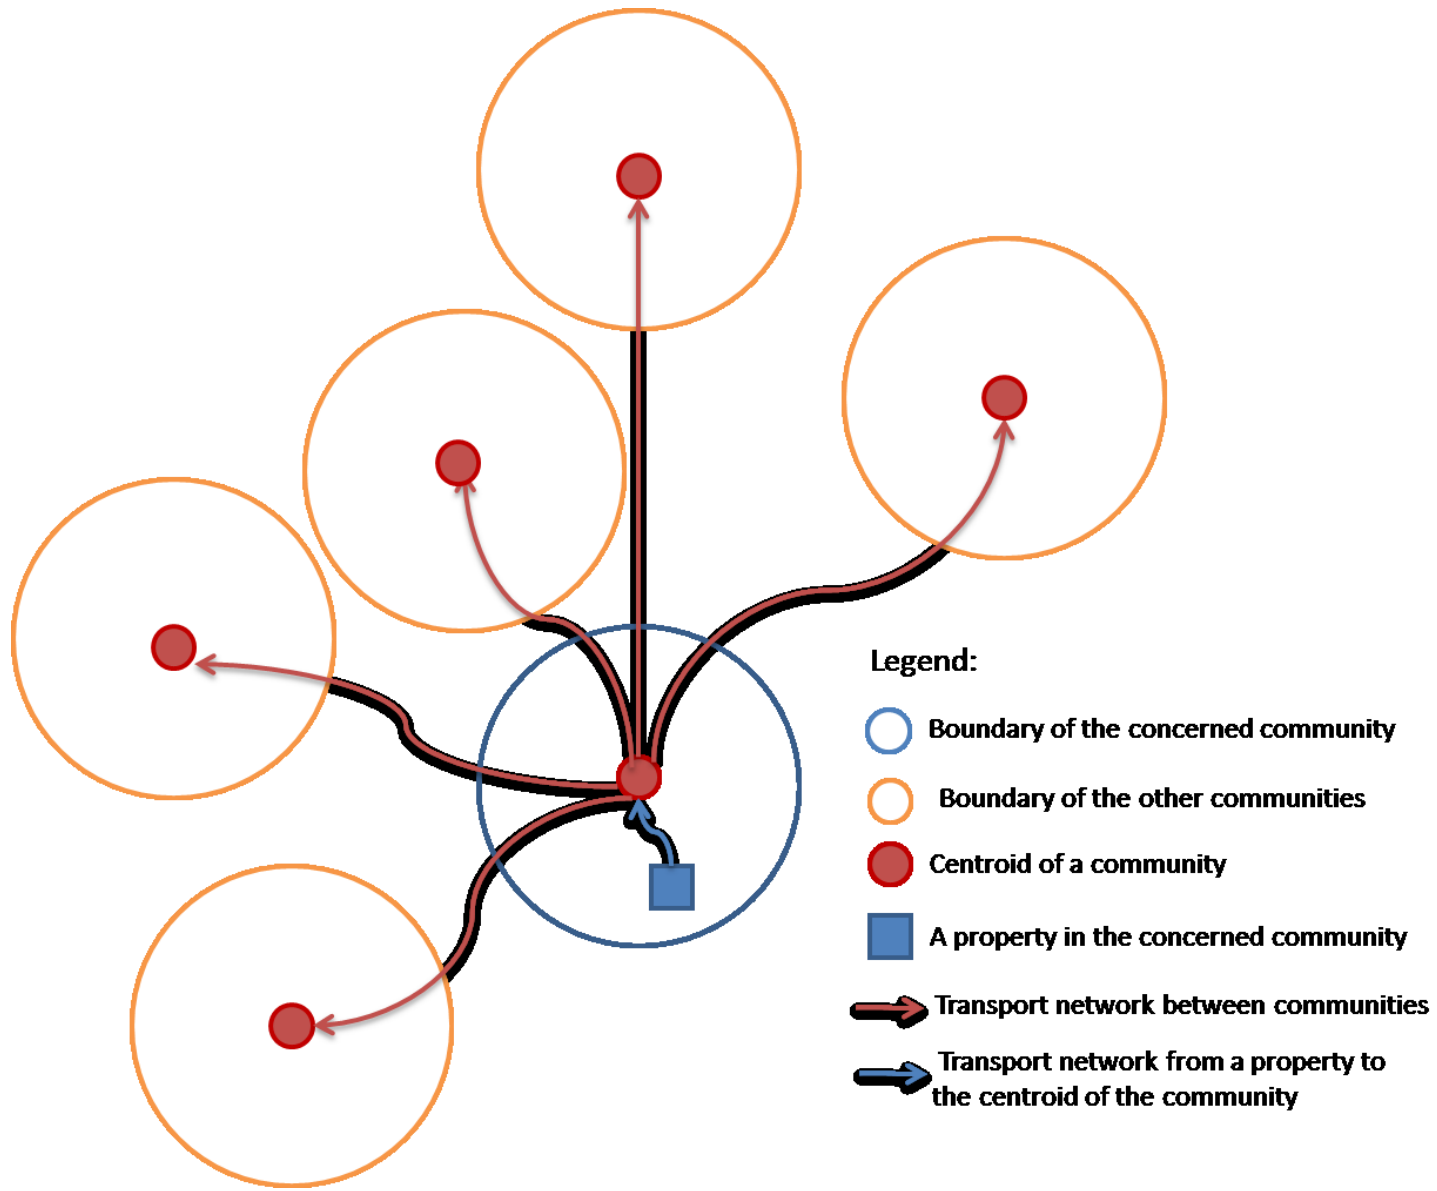 Legend:
Boundary of the concerned community
Boundary of the other communities
Centroid of a community
A property in the concerned community
Transport network between communities
Transport network from a property to
the centroid of the community